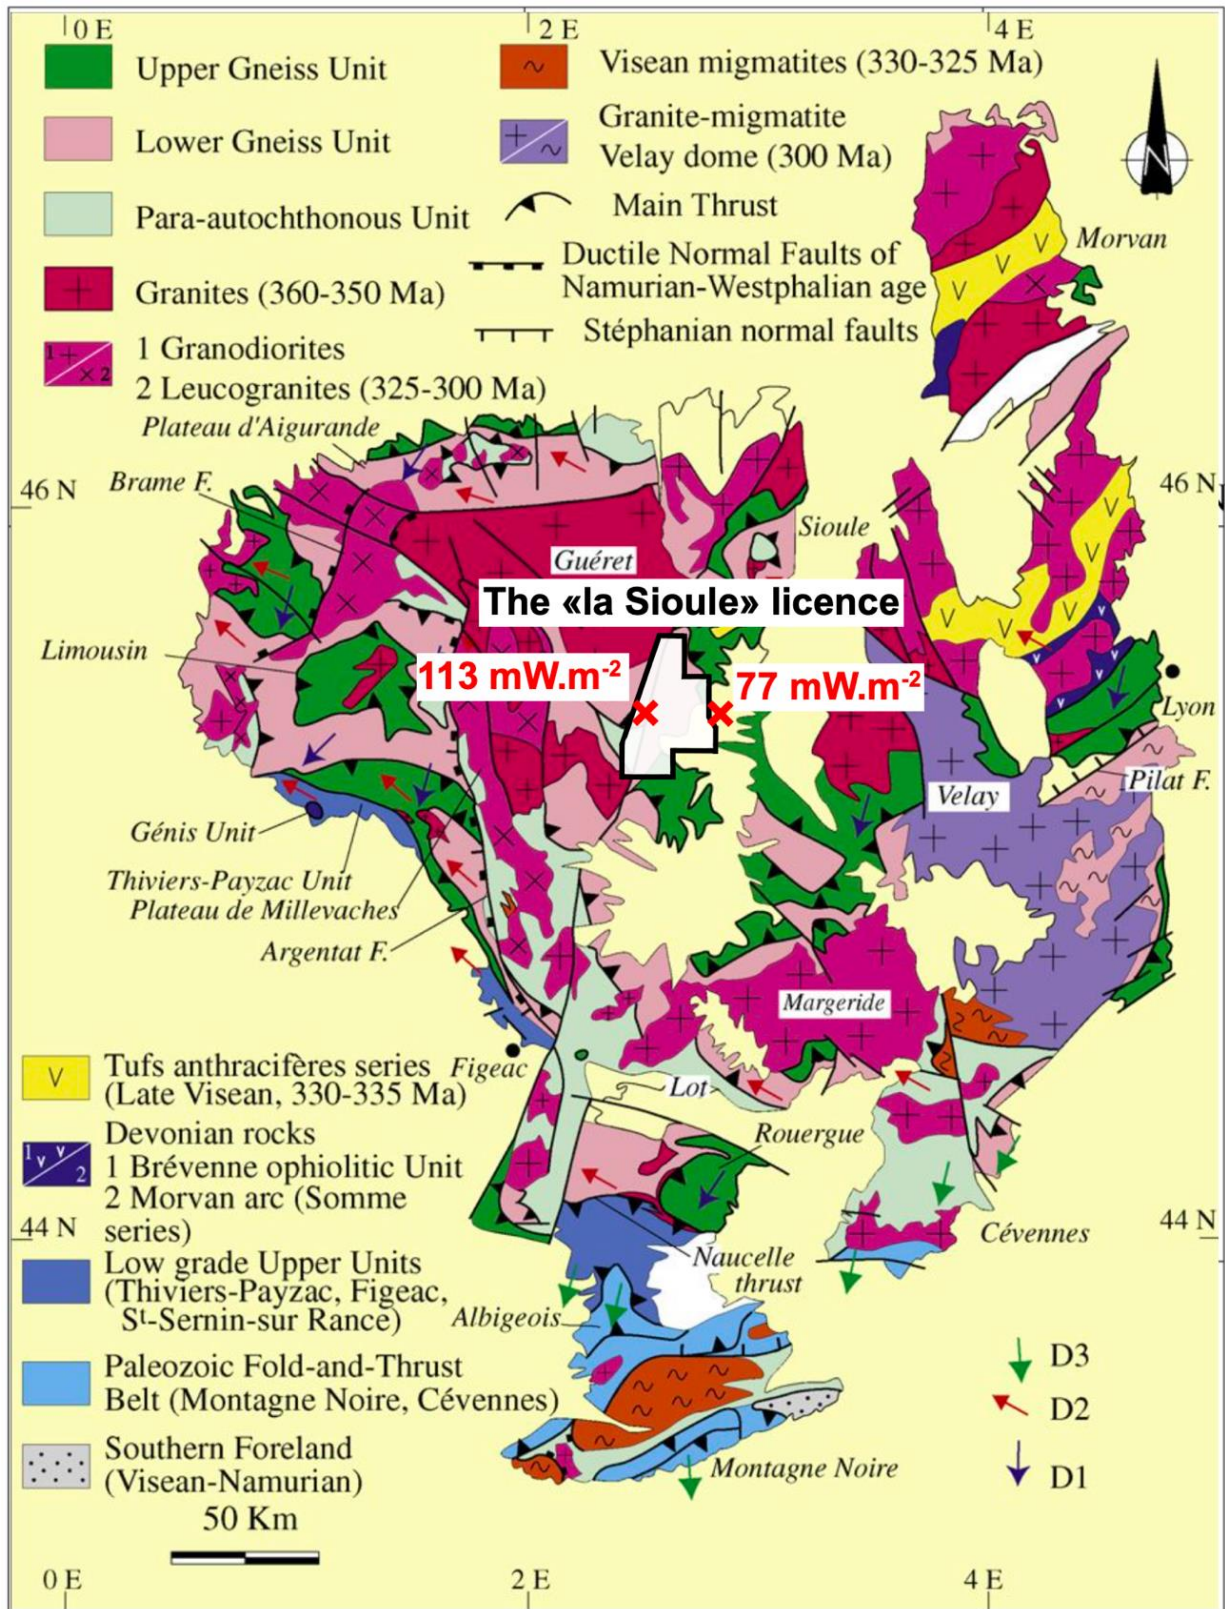 0 E
2 E
4 E
Upper Gneiss Unit
Lower Gneiss Unit
Para-autochthonous Unit
+
Granites (360-350 Ma)
1 +
x 2
1 Granodiorites
2 Leucogranites (325-300 Ma)
~
Visean migmatites (330-325 Ma)
+
~
Granite-migmatite
Velay dome (300 Ma)
Main Thrust
Ductile Normal Faults of
Namurian-Westphalian age
Stéphanian normal faults
N
Morvan
Plateau d'Aigurande
46 N
Brame F.
46 N
Sioule
Guéret
The «la Sioule» licence
Limousin
113 mW.m-2
77 mW.m-2
Lyon
Pilat F.
Velay
Génis Unit
Thiviers-Payzac Unit
Plateau de Millevaches
Argentat F.
Margeride
Figeac
Lot
Rouergue
V
Tufs anthracifères series
(Late Visean, 330-335 Ma)
1 v v
2
Devonian rocks
1 Brévenne ophiolitic Unit
2 Morvan arc (Somme
series)
44 N
44 N
Cévennes
Naucelle
thrust
Low grade Upper Units
(Thiviers-Payzac, Figeac,
St-Sernin-sur Rance)
Albigeois
Paleozoic Fold-and-Thrust
Belt (Montagne Noire, Cévennes)
D3
D2
D1
Southern Foreland
(Visean-Namurian)
Montagne Noire
50 Km
0 E
2 E
4 E